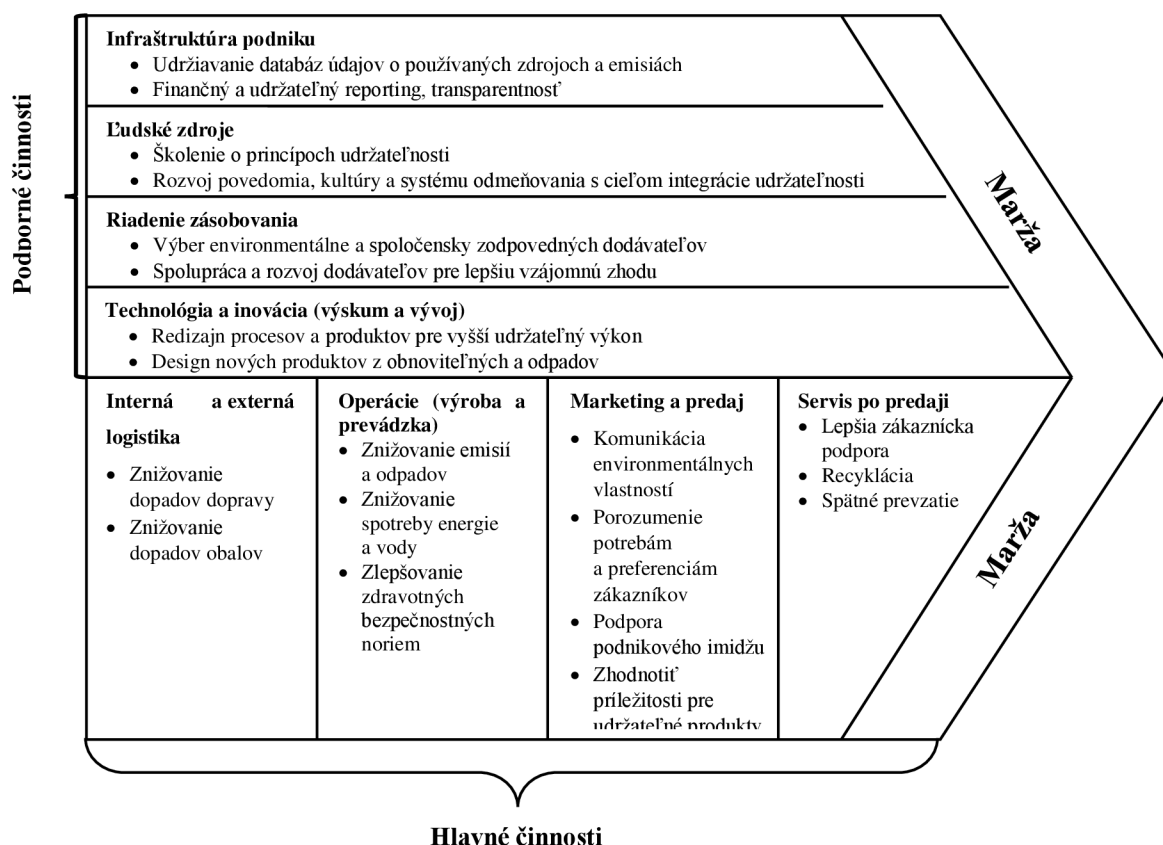 Podporné činnosti
Infraštruktúra podniku
• Udržiavanie databáz údajov o používaných zdrojoch a emisiách
• Finančný a udržateľný reporting, transparentnosť
Ľudské zdroje
• Školenie o princípoch udržateľnosti
• Rozvoj povedomia, kultúry a systému odmeňovania s cieľom integrácie udržateľnosti
Riadenie zásobovania
• Výber environmentálne a spoločensky zodpovedných dodávateľov
• Spolupráca a rozvoj dodávateľov pre lepšiu vzájomnú zhodu
Technológia a inovácia (výskum a vývoj)
• Redizajn procesov a produktov pre vyšší udržateľný výkon
• Design nových produktov z obnoviteľných a odpadov
Marža
Interná a externá
logistika
• Znižovanie
dopadov dopravy
• Znižovanie
dopadov obalov
Operácie (výroba a
prevádzka)
• Znižovanie emisií
a odpadov
• Znižovanie
spotreby energie
a vody
• Zlepšovanie
zdravotných
bezpečnostných
noriem
Marketing a predaj
• Komunikácia
environmentálnych
vlastností
• Porozumenie
potrebám
a preferenciám
zákazníkov
• Podpora
podnikového imidžu
• Zhodnotiť
príležitosti pre
udržateľné produkty
Servis po predaji
• Lepšia zákaznícka
podpora
• Recyklácia
• Spätné prevzatie
Marža
Hlavné činnosti